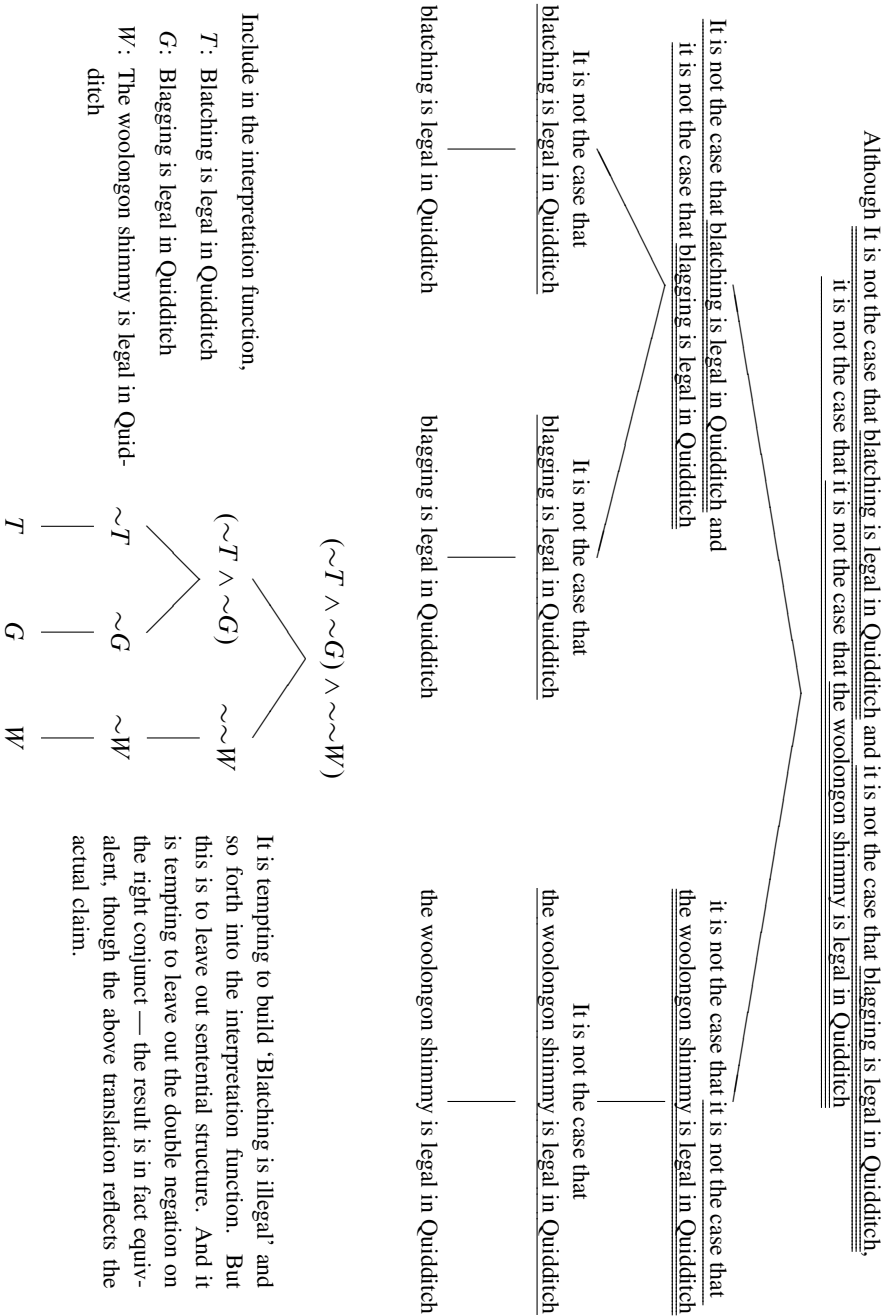 Although It is not the case that blatching is legal in Quidditch and it is not the case that blagging is legal in Quidditch,
it is not the case that it is not the case that the woolongon shimmy is legal in Quidditch
It is not the case that blatching is legal in Quidditch and
it is not the case that blagging is legal in Quidditch
it is not the case that it is not the case that
the woolongon shimmy is legal in Quidditch
It is not the case that
blatching is legal in Quidditch
It is not the case that
blagging is legal in Quidditch
It is not the case that
the woolongon shimmy is legal in Quidditch
blatching is legal in Quidditch
blagging is legal in Quidditch
the woolongon shimmy is legal in Quidditch
Include in the interpretation function,
T: Blatching is legal in Quidditch
G: Blagging is legal in Quidditch
W: The woolongon shimmy is legal in Quid-
ditch
(∼T ∧ ∼G) ∧ ∼∼W)
(∼T ∧ ∼G) ∼∼W
∼T ∼G ∼W
T G W
It is tempting to build ‘Blatching is illegal’ and
so forth into the interpretation function. But
this is to leave out sentential structure. And it
is tempting to leave out the double negation on
the right conjunct — the result is in fact equiv-
alent, though the above translation reflects the
actual claim.